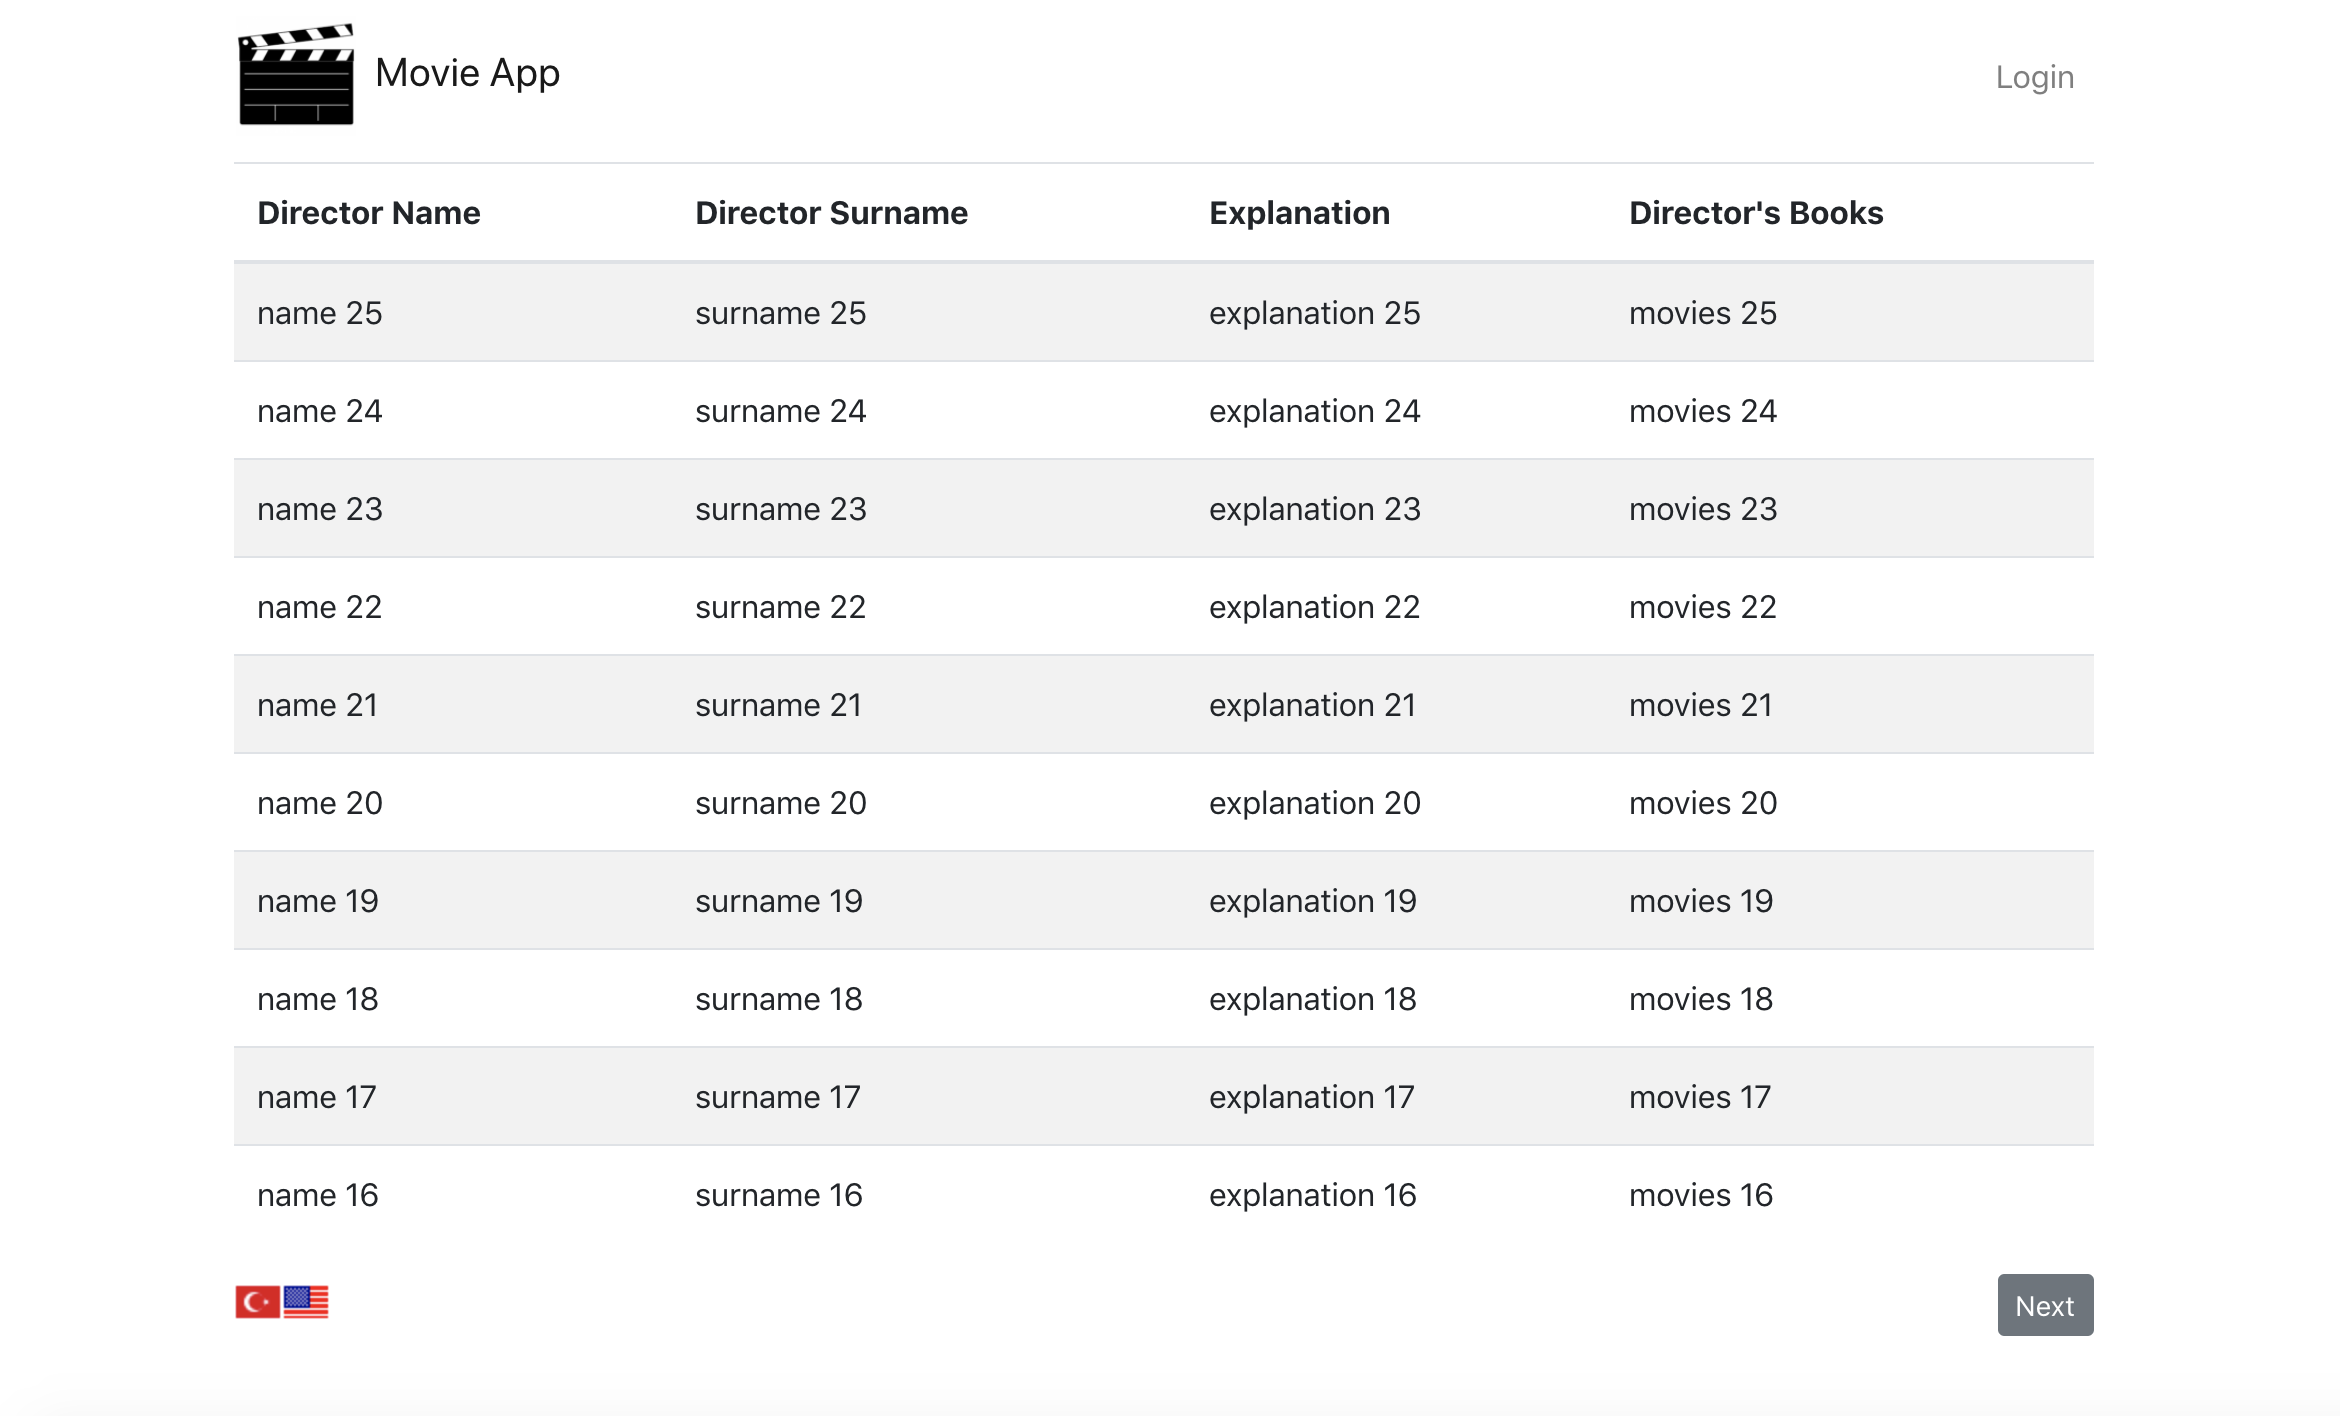 Movie App
Login
Director Name Director Surname Explanation Director's Books
name 25 surname 25 explanation 25 movies 25
name 24 surname 24 explanation 24 movies 24
name 23 surname 23 explanation 23 movies 23
name 22 surname 22 explanation 22 movies 22
name 21 surname 21 explanation 21 movies 21
name 20 surname 20 explanation 20 movies 20
name 19 surname 19 explanation 19 movies 19
name 18 surname 18 explanation 18 movies 18
name 17 surname 17 explanation 17 movies 17
name 16 surname 16 explanation 16 movies 16
Next